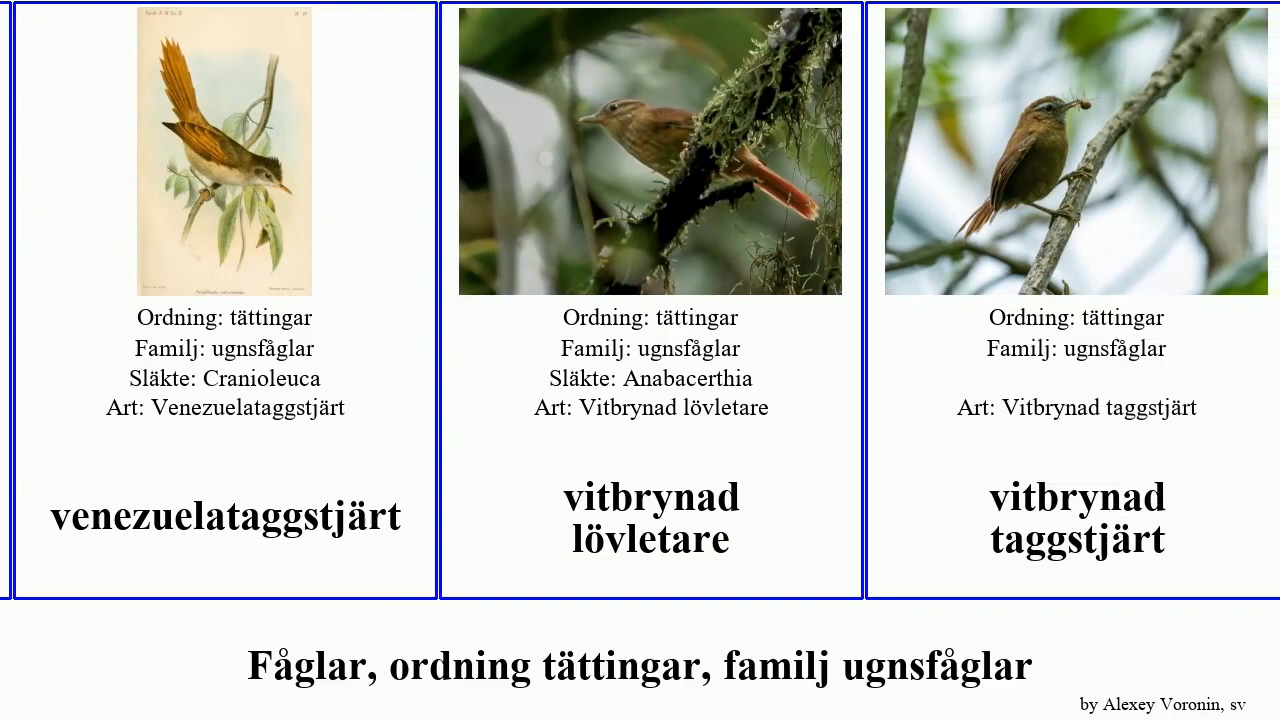 Ordning: tättingar
Familj: ugnsfåglar
Släkte: Cranioleuca
Art: Venezuelataggstjärt
venezuelataggstjärt
Ordning: tättingar
Familj: ugnsfåglar
Släkte: Anabacerthia
Art: Vitbrynad lövletare
vitbrynad
lövletare
Ordning: tättingar
Familj: ugnsfåglar
Art: Vitbrynad taggstjärt
vitbrynad
taggstjärt
Fåglar, ordning tättingar, familj ugnsfåglar
by Alexey Voronin, sv